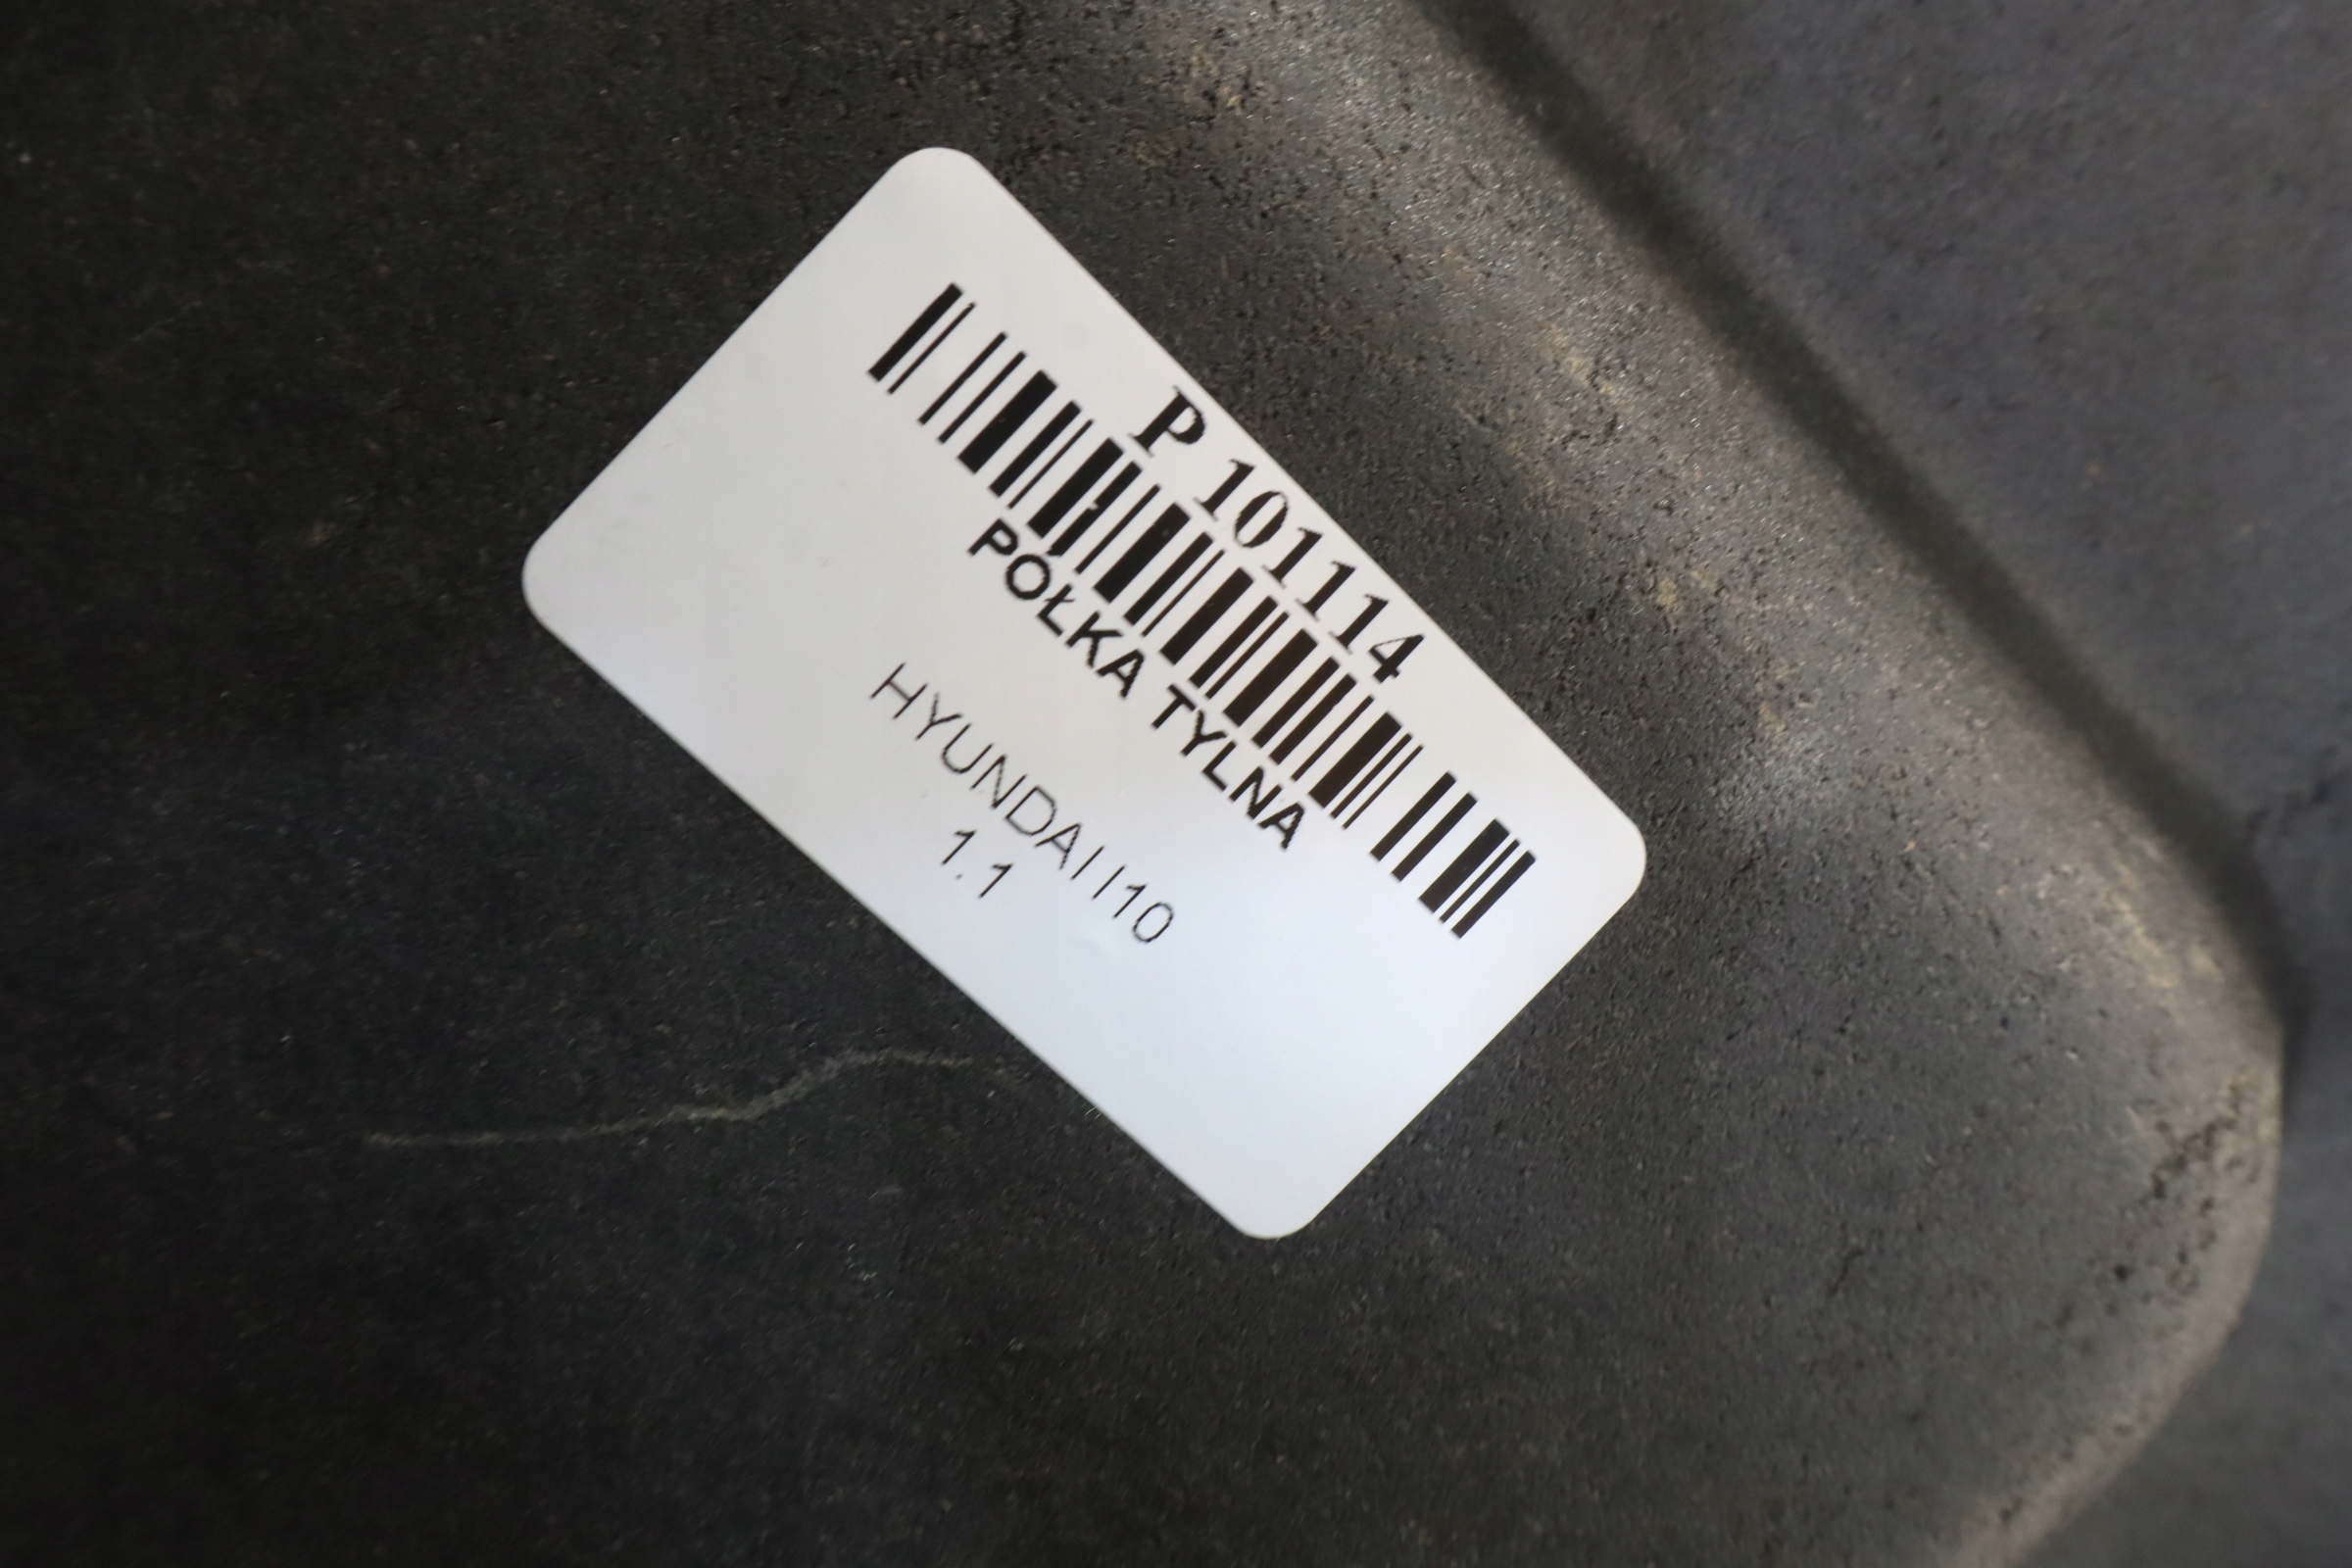 P 101114
PÓŁKA TYLNA
HYUNDAI I10
1.1